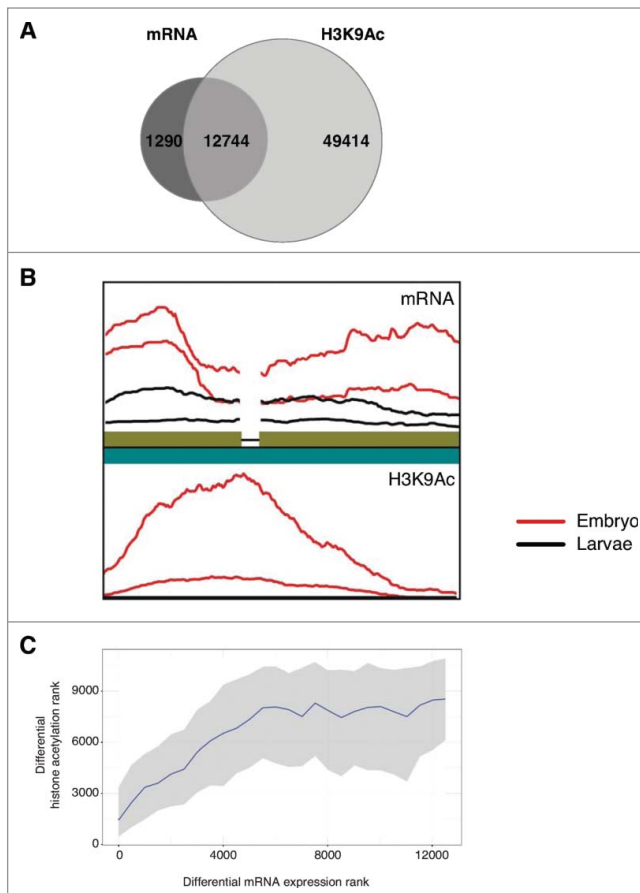 A
mRNA
H3K9Ac
1290
12744
49414
B
mRNA
H3K9Ac
Embryo
Larvae
C
Differential
histone acetylation rank
9000
6000
3000
0
0
4000
8000
12000
Differential mRNA expression rank